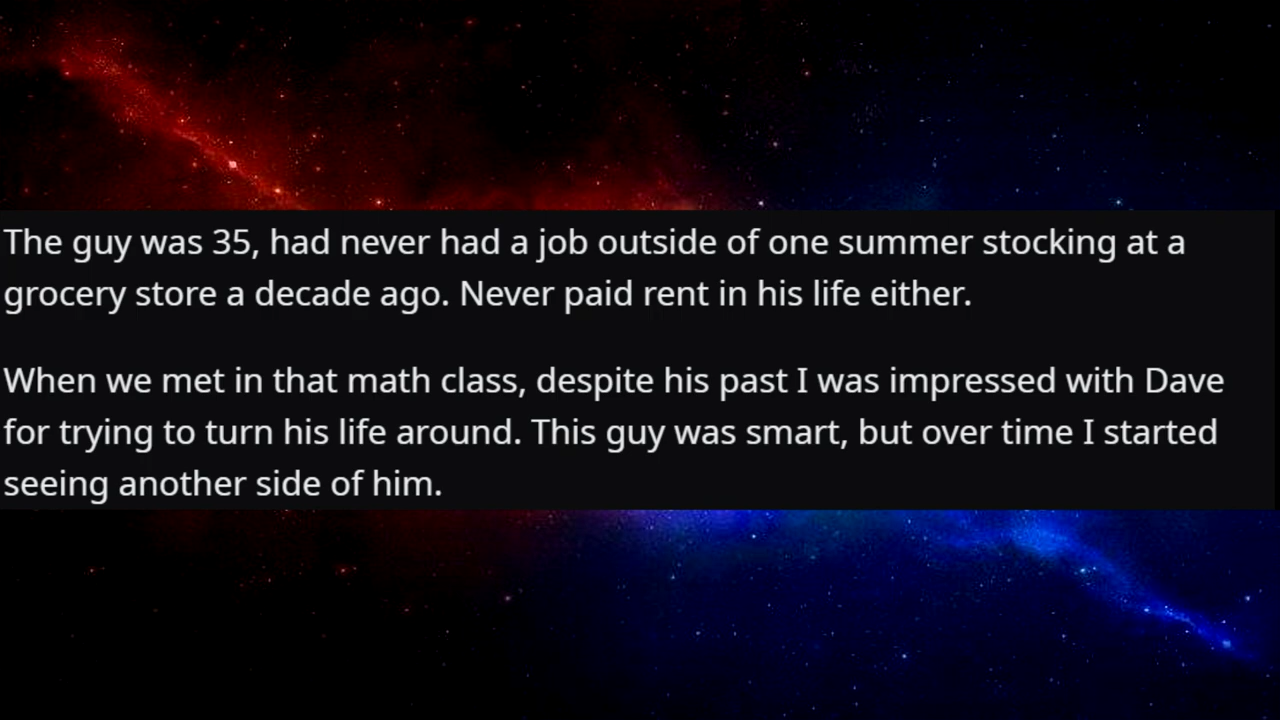 The guy was 35, had never had a job outside of one summer stocking at a
grocery store a decade ago. Never paid rent in his life either.
When we met in that math class, despite his past I was impressed with Dave
for trying to turn his life around. This guy was smart, but over time I started
seeing another side of him.